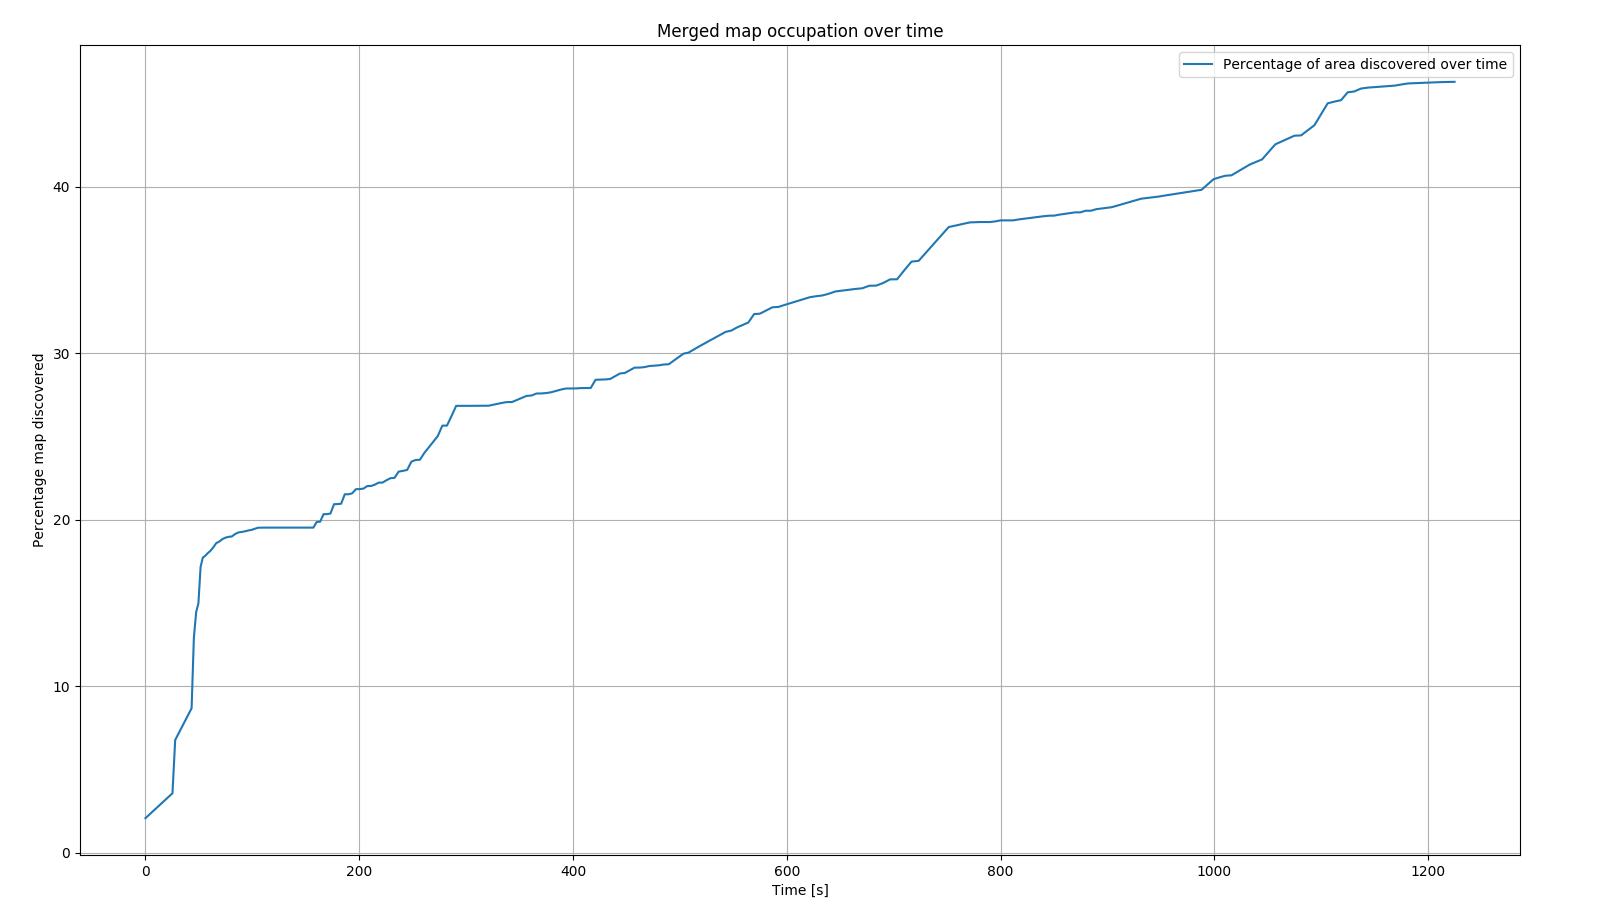 Merged map occupation over time
Percentage of area discovered over time
Percentage map discovered
40
30
20
10
0
0 200 400 600 800 1000 1200
Time [s]